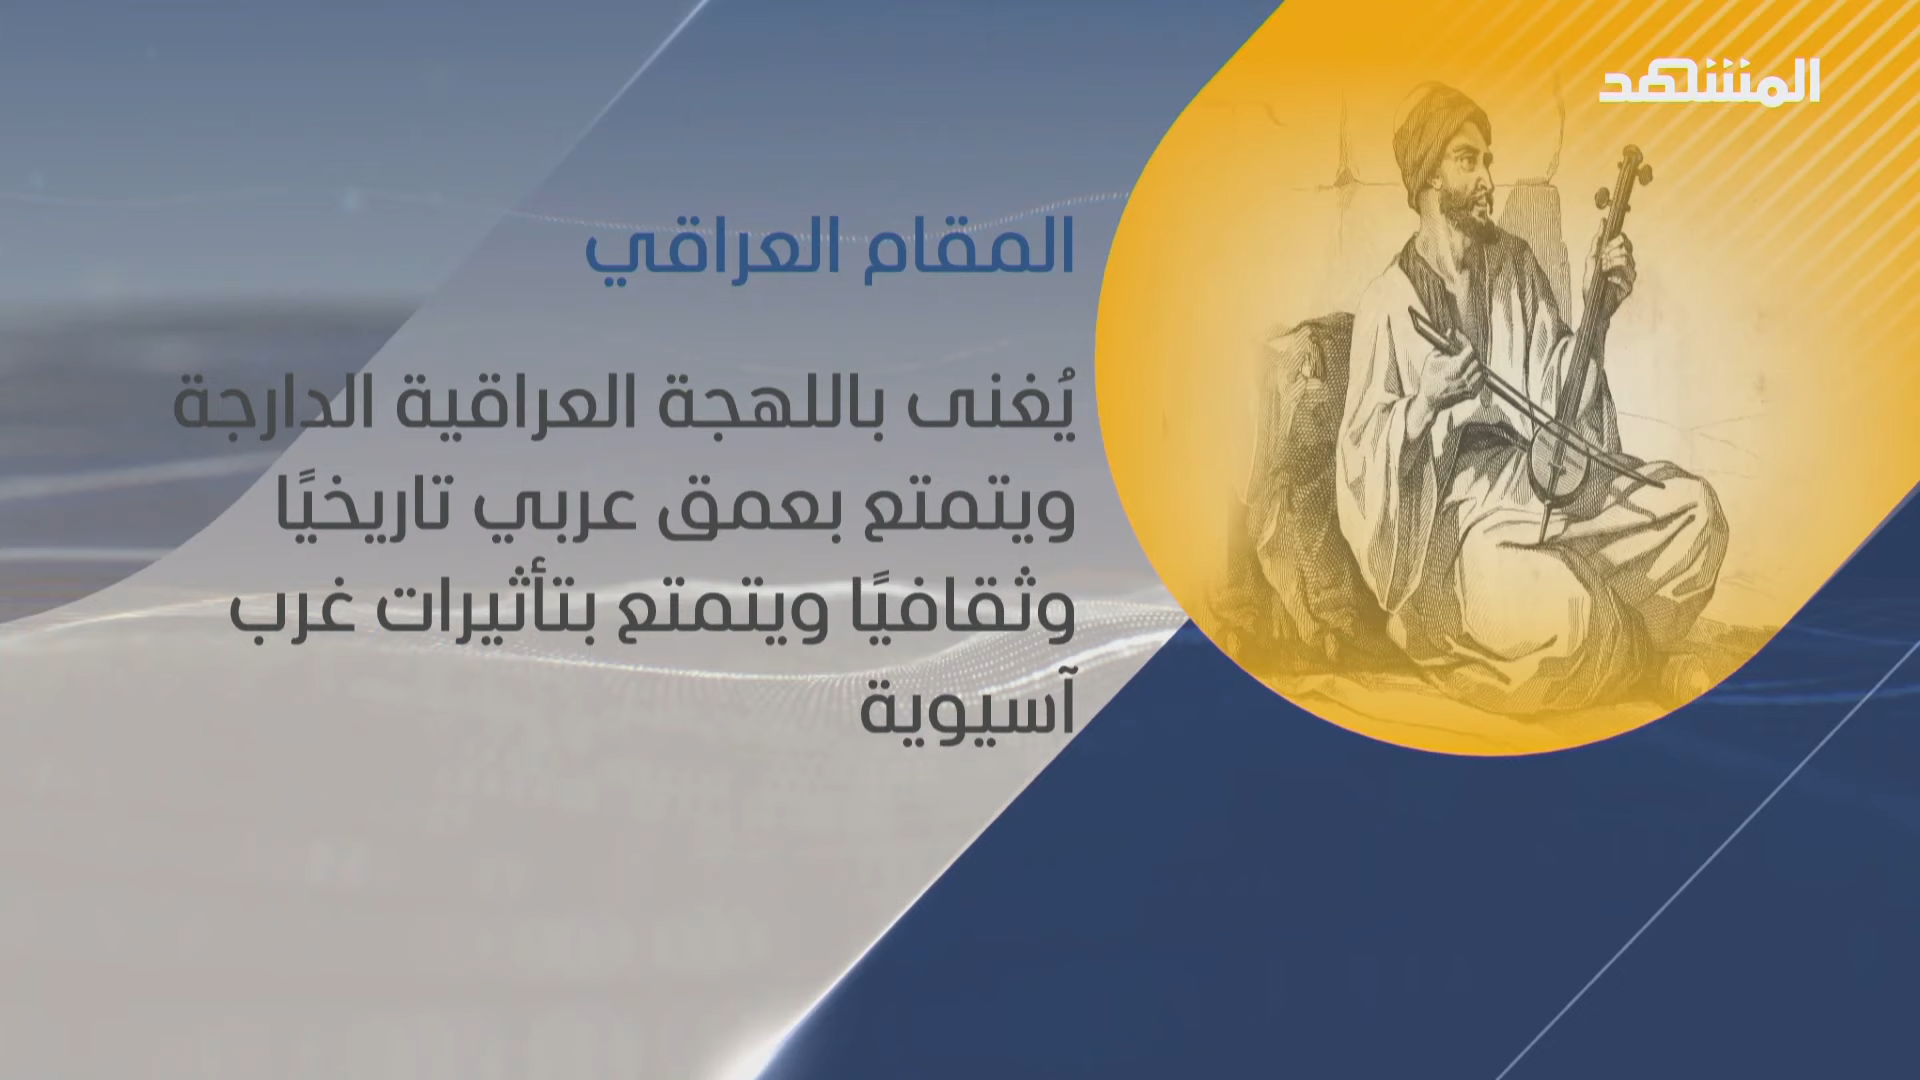 المشهد
المقام العراقي
يُغنى باللهجة العراقية الدارجة
ويتمتع بعمق عربي تاريخيًا
وثقافيًا ويتمتع بتأثيرات غرب
آسيوية